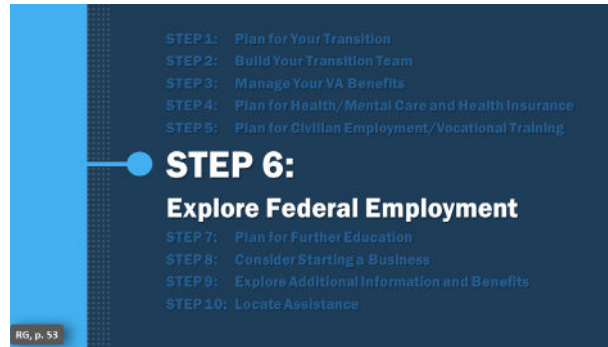 STEP 1: Plan for Your Transition
STEP 2: Build Your Transition Team
STEP 3: Manage Your VA Benefits
STEP 4: Plan for Health/Mental Care and Health Insurance
STEP 5: Plan for Civilian Employment/Vocational Training
STEP 6:
Explore Federal Employment
STEP 7: Plan for Further Education
STEP 8: Consider Starting a Business
STEP 9: Explore Additional Information and Benefits
STEP 10: Locate Assistance
RG, p. 53